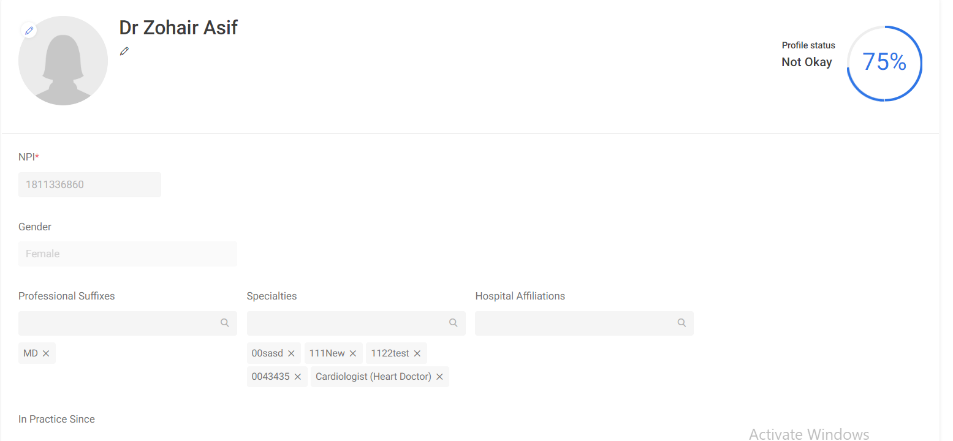 Dr Zohair Asif
Profile status
Not Okay
75%
NPI*
1811336860
Gender
Female
Professional Suffixes
Specialties
Hospital Affiliations
MD ×
00sasd × 111New × 1122test ×
0043435 × Cardiologist (Heart Doctor) ×
In Practice Since
Activate Windows